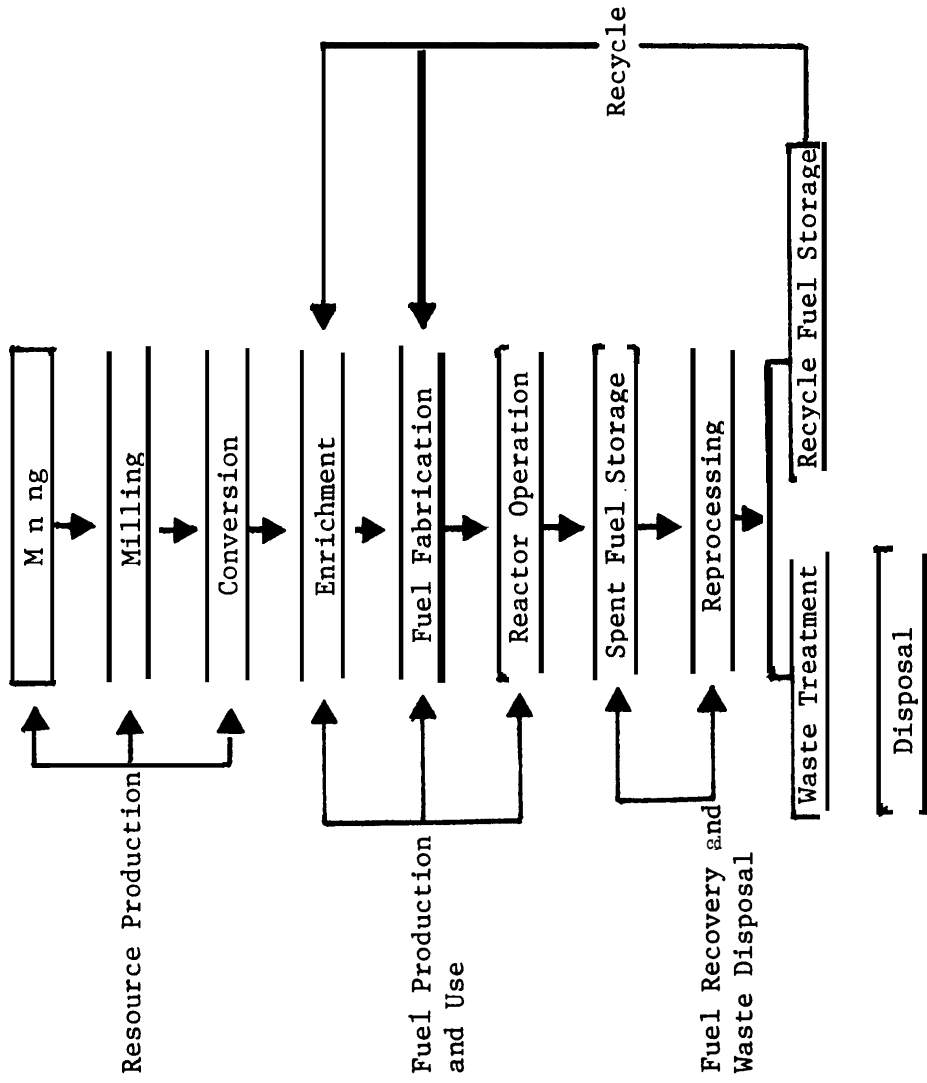 Resource Production
Fuel Production
and Use
Fuel Recovery and
Waste Disposal
M n ng
Milling
Conversion
Enrichment
Fuel Fabrication
Reactor Operation
Spent Fuel Storage
Reprocessing
Waste Treatment
Recycle Fuel Storage
Disposal
Recycle